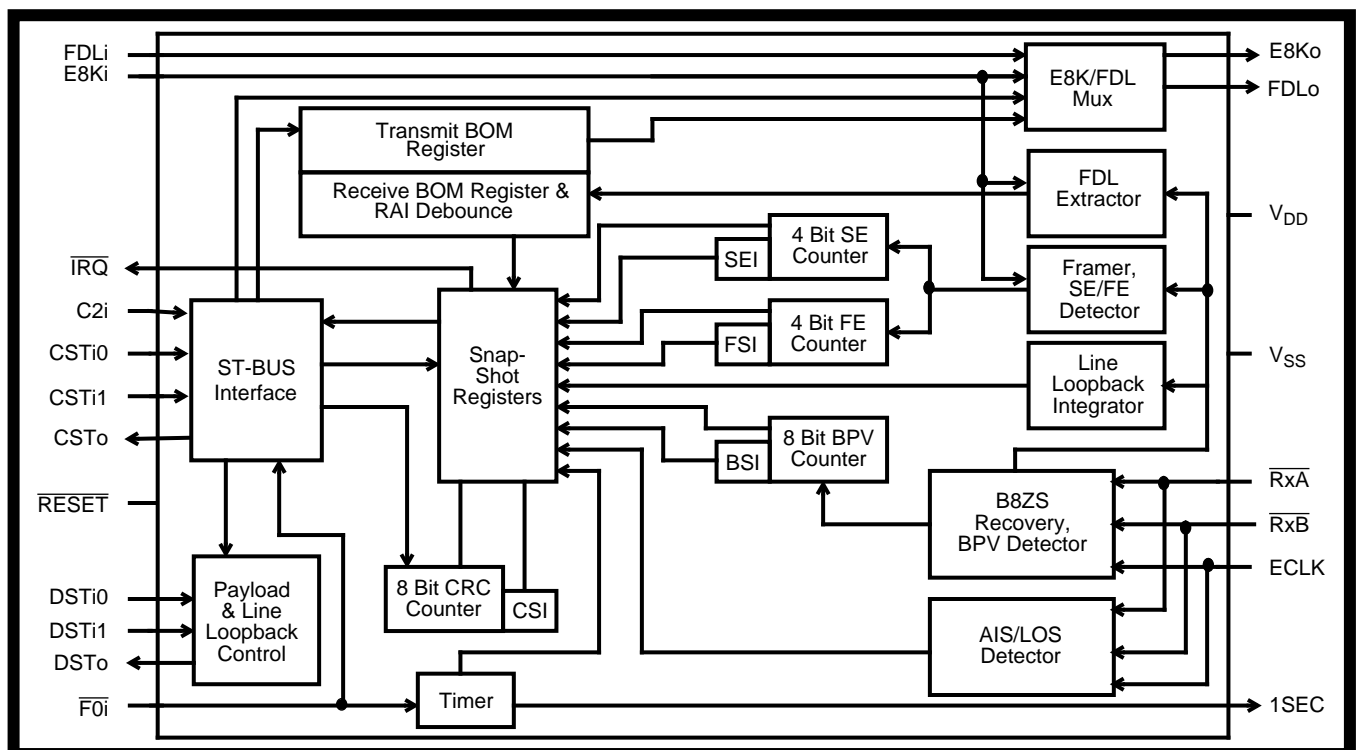 FDLi
E8Ki
E8K/FDL
Mux
E8Ko
FDLo
Transmit BOM
Register
Receive BOM Register &
RAI Debounce
FDL
Extractor
V_DD
4 Bit SE
Counter
SEI
IRQ
Framer,
SE/FE
Detector
C2i
CSTi0
CSTi1
CSTo
ST-BUS
Interface
Snap-
Shot
Registers
4 Bit FE
Counter
FSI
V_SS
Line
Loopback
Integrator
8 Bit BPV
Counter
BSI
RESET
B8ZS
Recovery,
BPV Detector
RxA
RxB
ECLK
DSTi0
DSTi1
DSTo
Payload
& Line
Loopback
Control
8 Bit CRC
Counter
CSI
AIS/LOS
Detector
F0i
Timer
1SEC